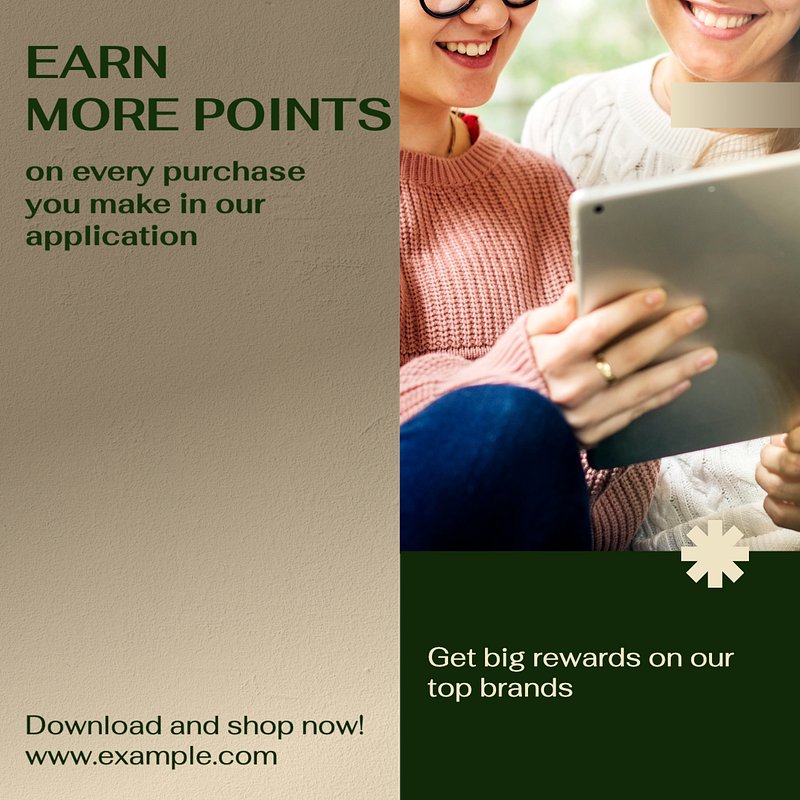 EARN
MORE POINTS
on every purchase
you make in our
application
Download and shop now!
www.example.com
Get big rewards on our
top brands